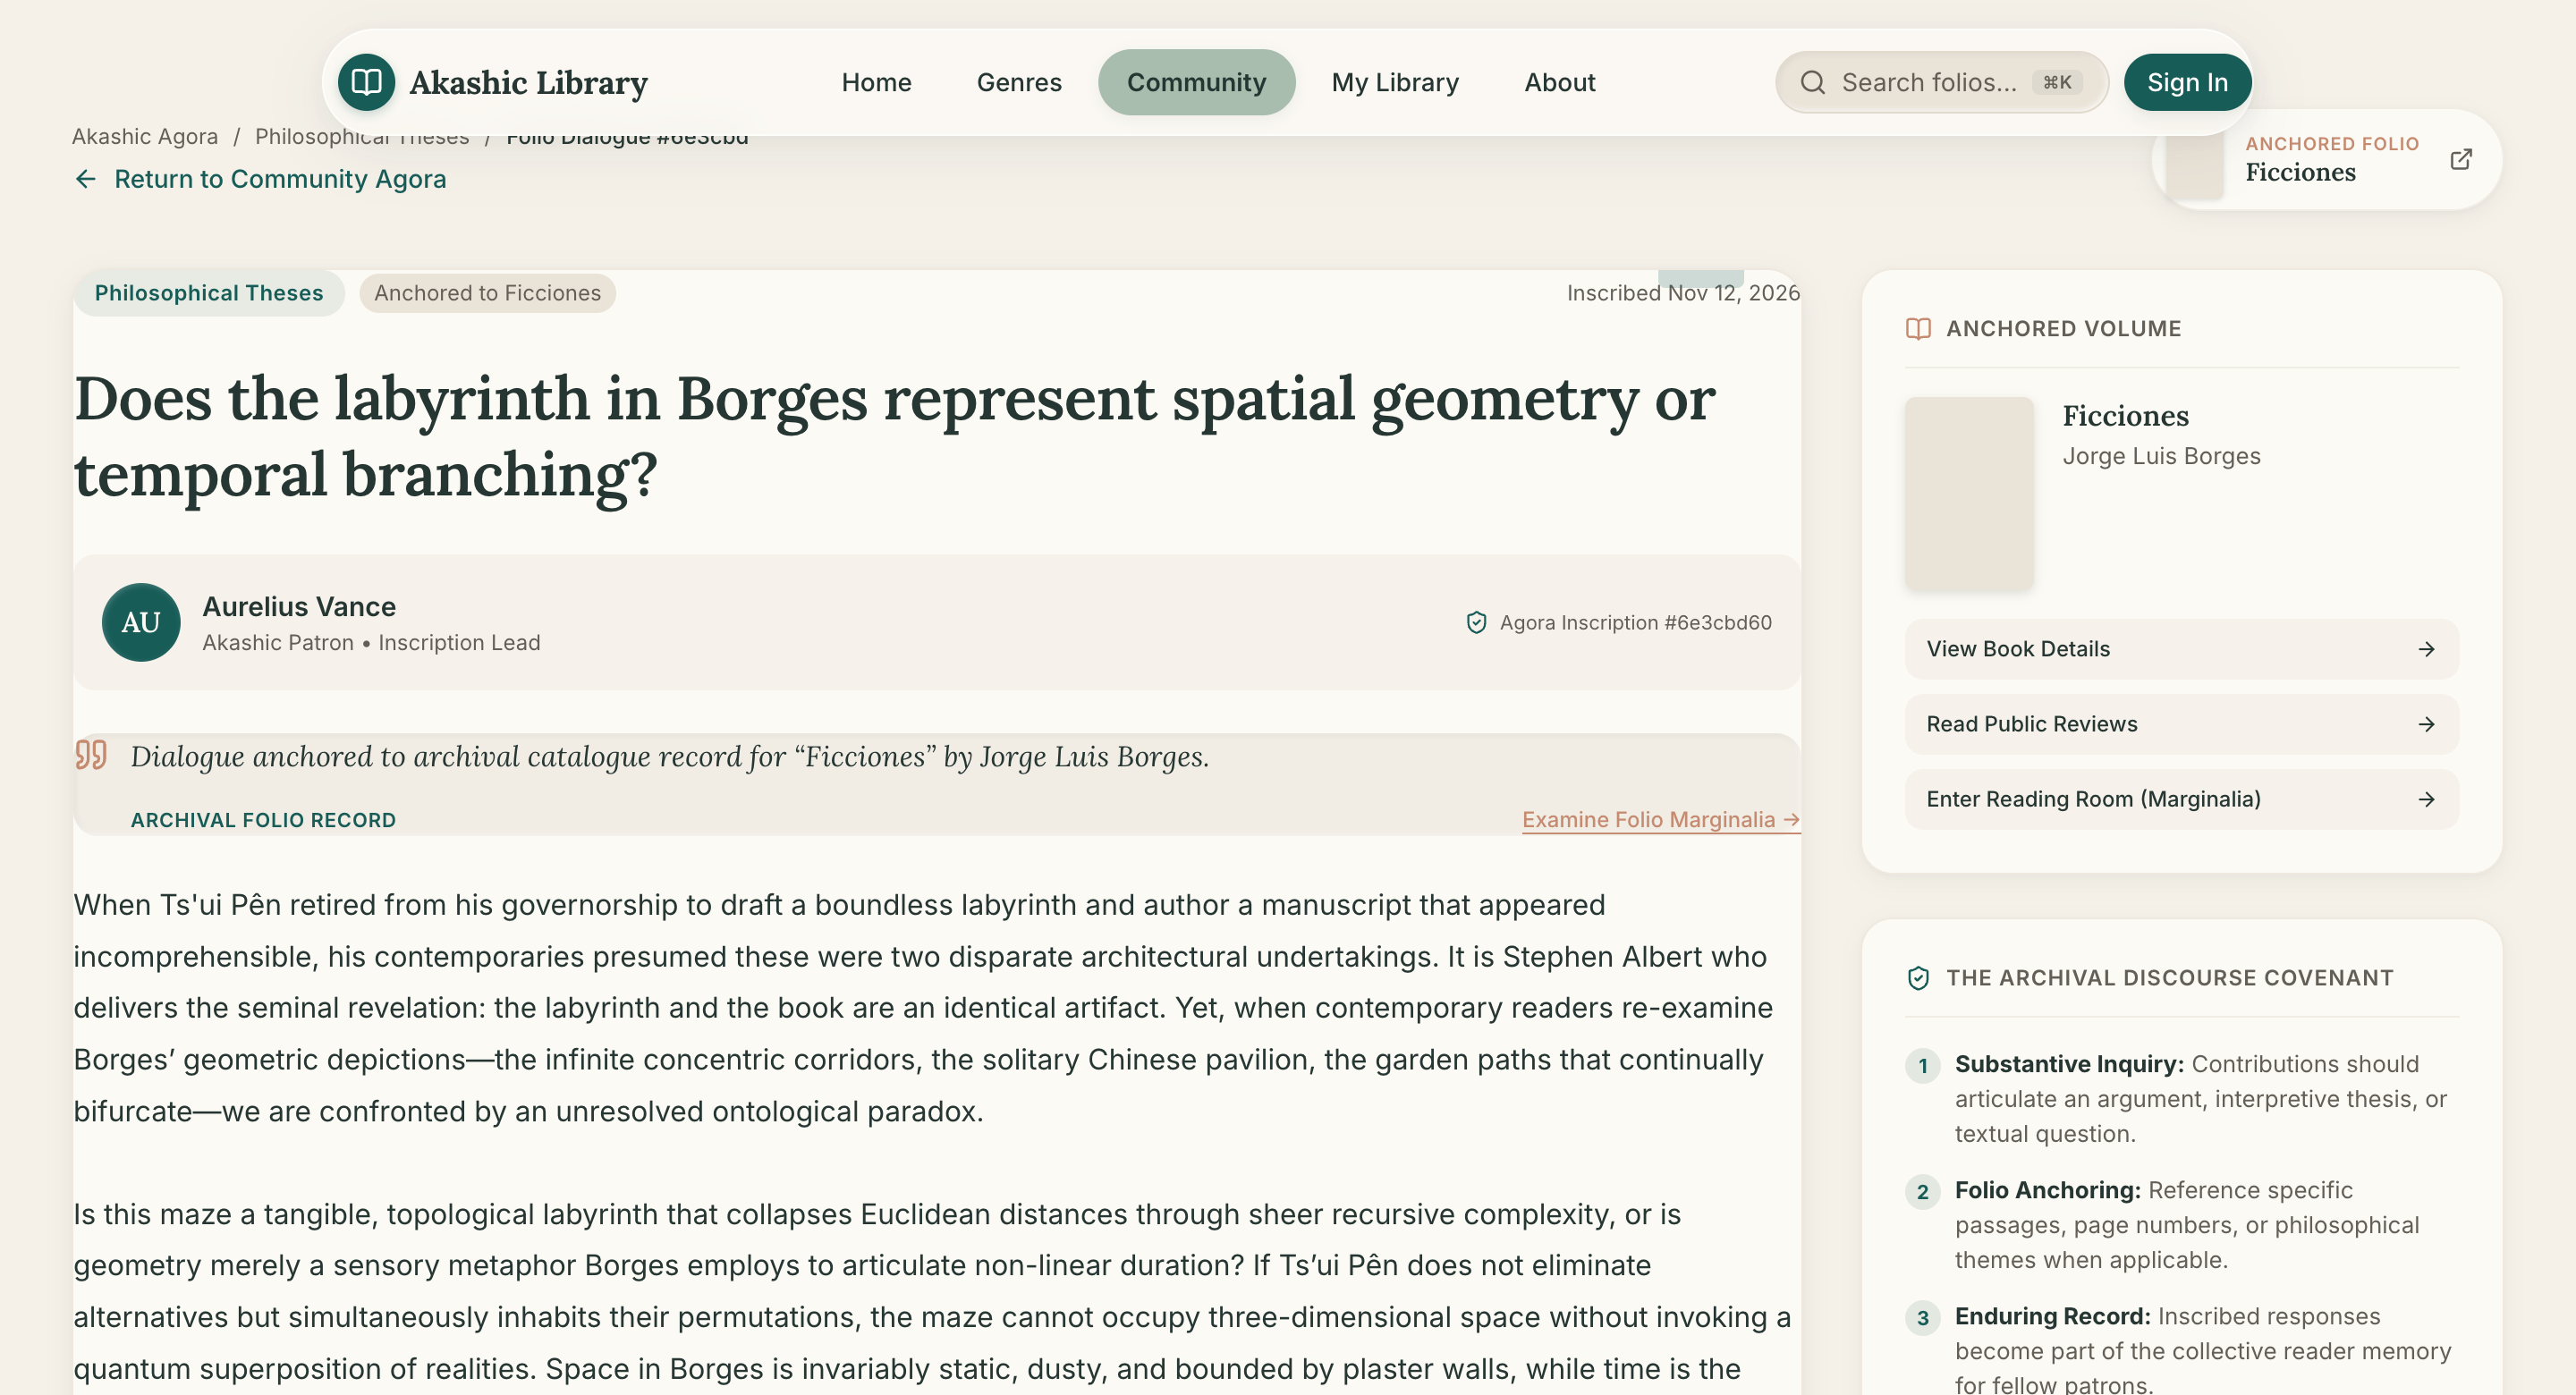 Akashic Library
Home
Genres
Community
My Library
About
Search folios...
⌘K
Sign In
Akashic Agora / Philosophical Theses / Folio Dialogue #6e3cbd
← Return to Community Agora
ANCHORED FOLIO
Ficciones
Philosophical Theses
Anchored to Ficciones
Inscribed Nov 12, 2026
Does the labyrinth in Borges represent spatial geometry or
temporal branching?
AU
Aurelius Vance
Akashic Patron • Inscription Lead
Agora Inscription #6e3cbd60
Dialogue anchored to archival catalogue record for “Ficciones” by Jorge Luis Borges.
ARCHIVAL FOLIO RECORD
Examine Folio Marginalia →
When Ts'ui Pên retired from his governorship to draft a boundless labyrinth and author a manuscript that appeared
incomprehensible, his contemporaries presumed these were two disparate architectural undertakings. It is Stephen Albert who
delivers the seminal revelation: the labyrinth and the book are an identical artifact. Yet, when contemporary readers re-examine
Borges’ geometric depictions—the infinite concentric corridors, the solitary Chinese pavilion, the garden paths that continually
bifurcate—we are confronted by an unresolved ontological paradox.
Is this maze a tangible, topological labyrinth that collapses Euclidean distances through sheer recursive complexity, or is
geometry merely a sensory metaphor Borges employs to articulate non-linear duration? If Ts’ui Pên does not eliminate
alternatives but simultaneously inhabits their permutations, the maze cannot occupy three-dimensional space without invoking a
quantum superposition of realities. Space in Borges is invariably static, dusty, and bounded by plaster walls, while time is the
ANCHORED VOLUME
Ficciones
Jorge Luis Borges
View Book Details →
Read Public Reviews →
Enter Reading Room (Marginalia) →
THE ARCHIVAL DISCOURSE COVENANT
1 Substantive Inquiry: Contributions should
articulate an argument, interpretive thesis, or
textual question.
2 Folio Anchoring: Reference specific
passages, page numbers, or philosophical
themes when applicable.
3 Enduring Record: Inscribed responses
become part of the collective reader memory
for fellow patrons.